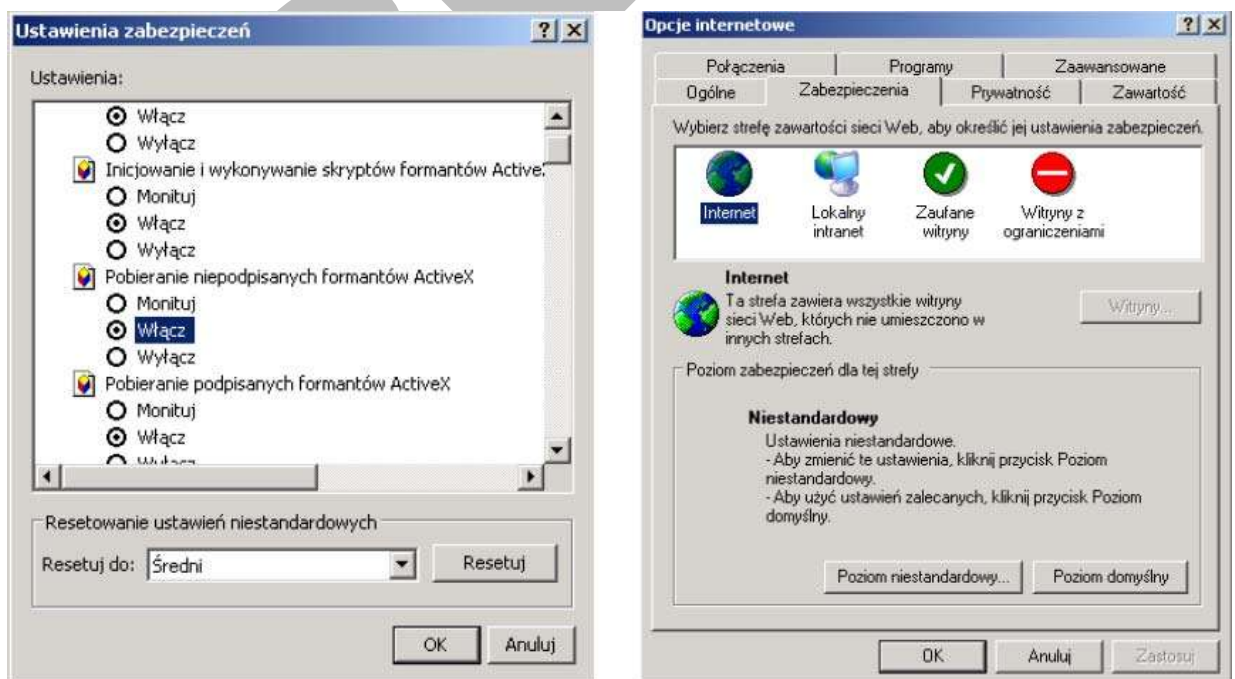 Ustawienia zabezpieczeń
Ustawienia:
Włącz
Wyłącz
Inicjowanie i wykonywanie skryptów formantów Active
Monituj
Włącz
Wyłącz
Pobieranie niepodpisanych formantów ActiveX
Monituj
Włącz
Wyłącz
Pobieranie podpisanych formantów ActiveX
Monituj
Włącz
Resetowanie ustawień niestandardowych
Resetuj do: Średni Resetuj
OK Anuluj
Opcje internetowe
Połączenia Programy Zaawansowane
Ogólne Zabezpieczenia Prywatność Zawartość
Wybierz strefę zawartości sieci Web, aby określić jej ustawienia zabezpieczeń.
Internet Lokalny intranet Zaufane witryny Witryny z ograniczeniami
Internet
Ta strefa zawiera wszystkie witryny
sieci Web, których nie umieszczono w
innych strefach.
Witryny...
Poziom zabezpieczeń dla tej strefy
Niestandardowy
Ustawienia niestandardowe.
- Aby zmienić te ustawienia, kliknij przycisk Poziom
niestandardowy.
- Aby użyć ustawień zalecanych, kliknij przycisk Poziom
domyślny.
Poziom niestandardowy... Poziom domyślny
OK Anuluj Zastosuj